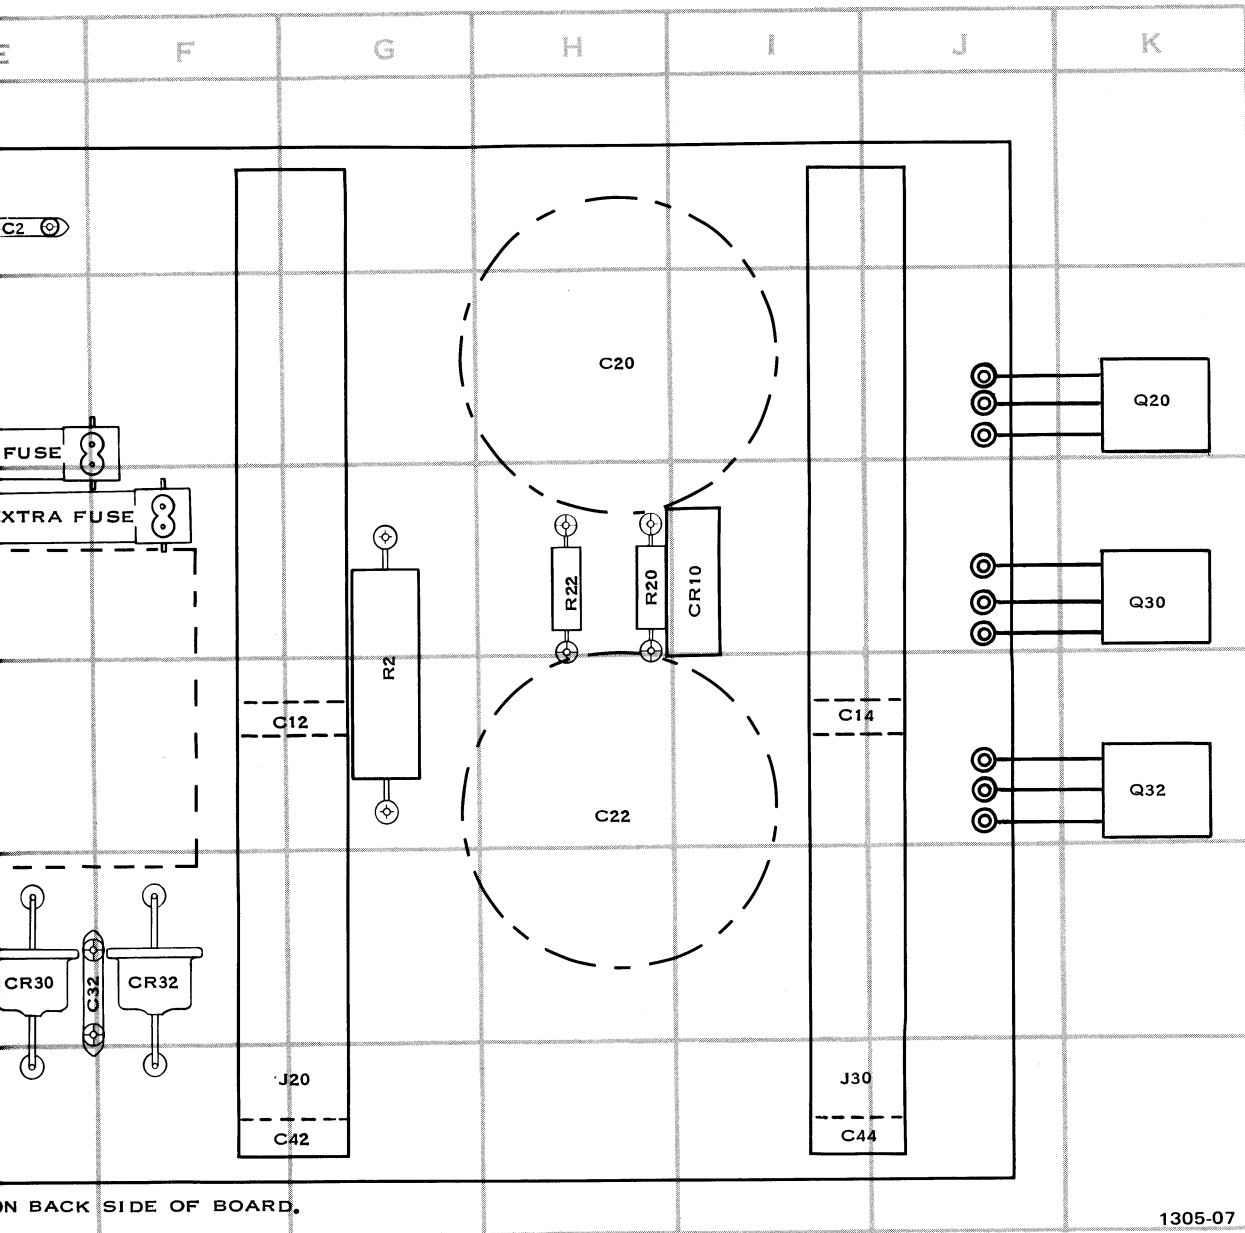 E F G H I J K
C2
C20
Q20
FUSE
EXTRA FUSE
R22
R20
CR10
Q30
R2
C12
C14
Q32
C22
CR30
C32
CR32
J20
J30
C42
C44
ON BACK SIDE OF BOARD.
1305-07